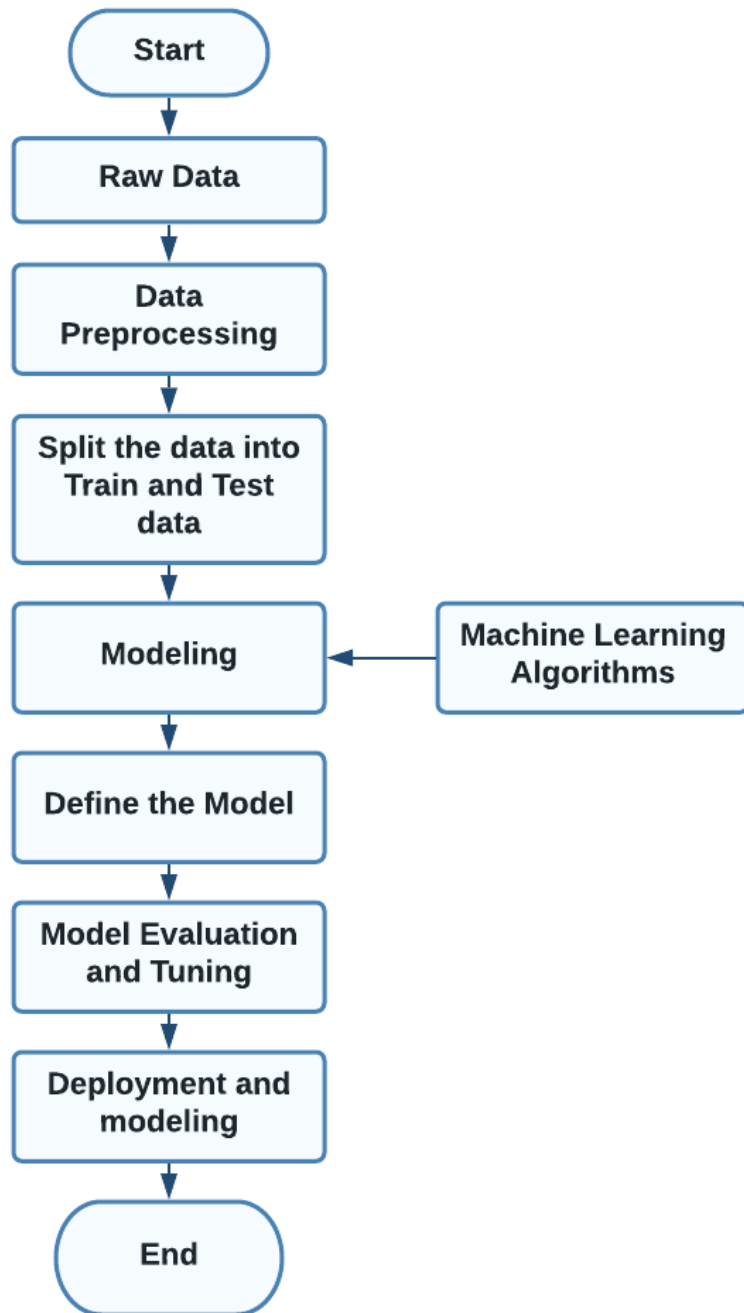 Start
Raw Data
Data
Preprocessing
Split the data into
Train and Test
data
Modeling
Machine Learning
Algorithms
Define the Model
Model Evaluation
and Tuning
Deployment and
modeling
End